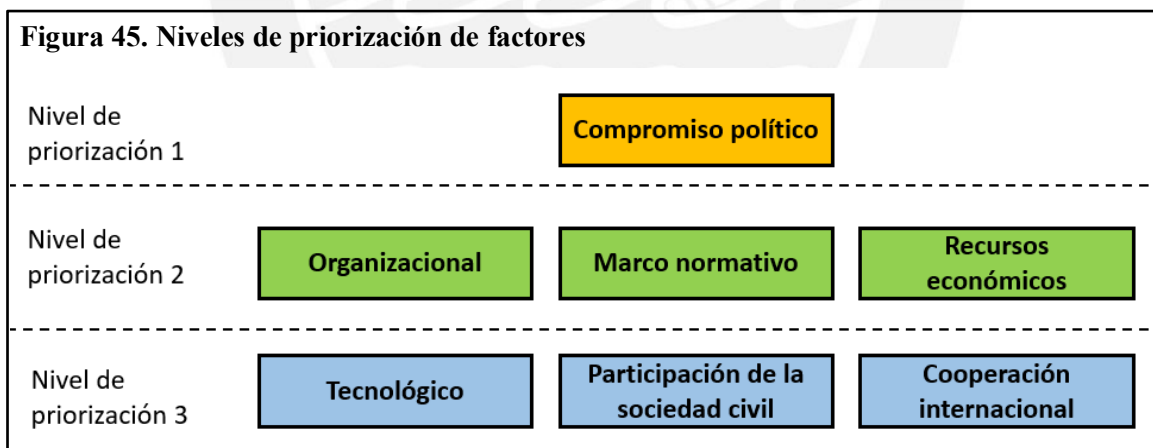 Figura 45. Niveles de priorización de factores
Nivel de
priorización 1
Compromiso político
Nivel de
priorización 2
Organizacional
Marco normativo
Recursos
económicos
Nivel de
priorización 3
Tecnológico
Participación de la
sociedad civil
Cooperación
internacional